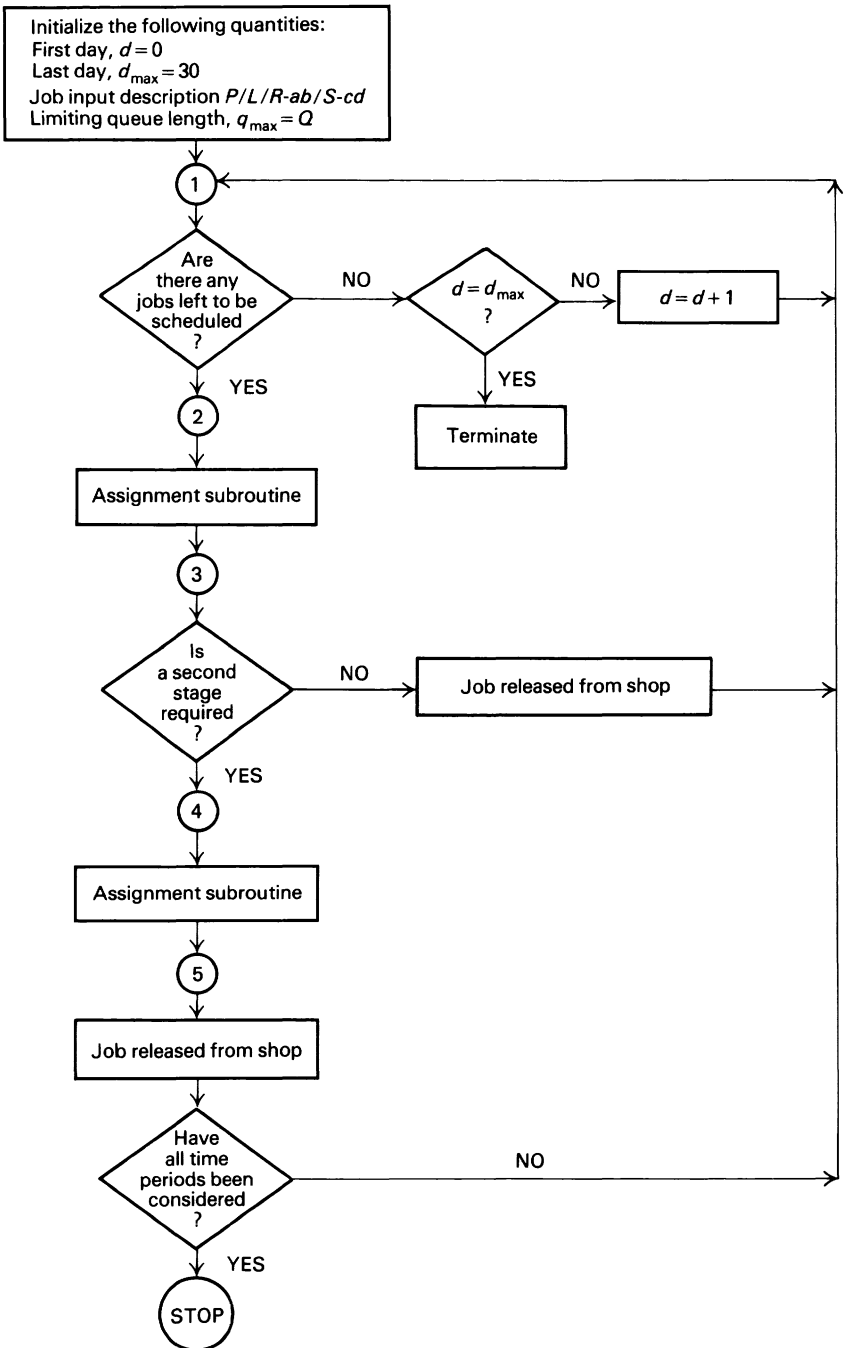 Initialize the following quantities:
First day, d = 0
Last day, dmax = 30
Job input description P/L/R-ab/S-cd
Limiting queue length, qmax = Q
1
Are
there any
jobs left to be
scheduled
?
NO
d = dmax
?
NO
d = d + 1
YES
YES
2
Terminate
Assignment subroutine
3
Is
a second
stage
required
?
NO
Job released from shop
YES
4
Assignment subroutine
5
Job released from shop
Have
all time
periods been
considered
?
NO
YES
STOP